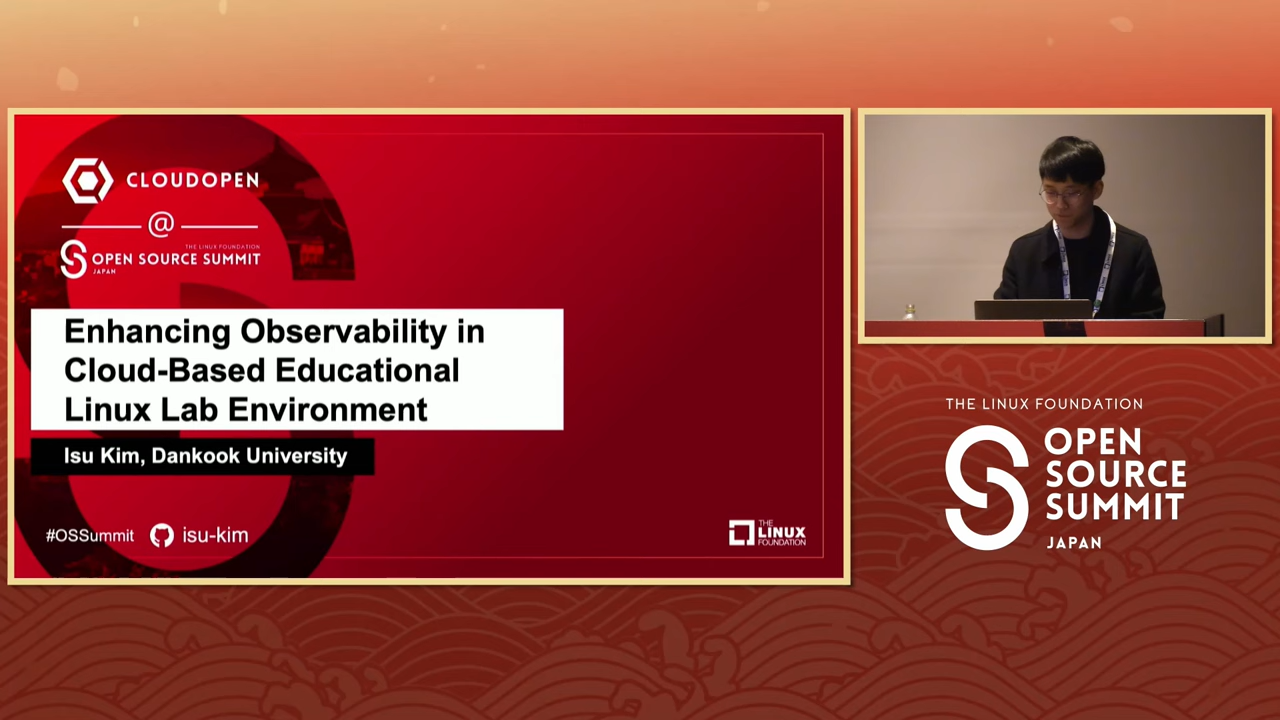 CLOUDOPEN
@
THE LINUX FOUNDATION
OPEN SOURCE SUMMIT
JAPAN
Enhancing Observability in
Cloud-Based Educational
Linux Lab Environment
Isu Kim, Dankook University
#OSSummit isu-kim
THE
LINUX
FOUNDATION
THE LINUX FOUNDATION
OPEN
SOURCE
SUMMIT
JAPAN